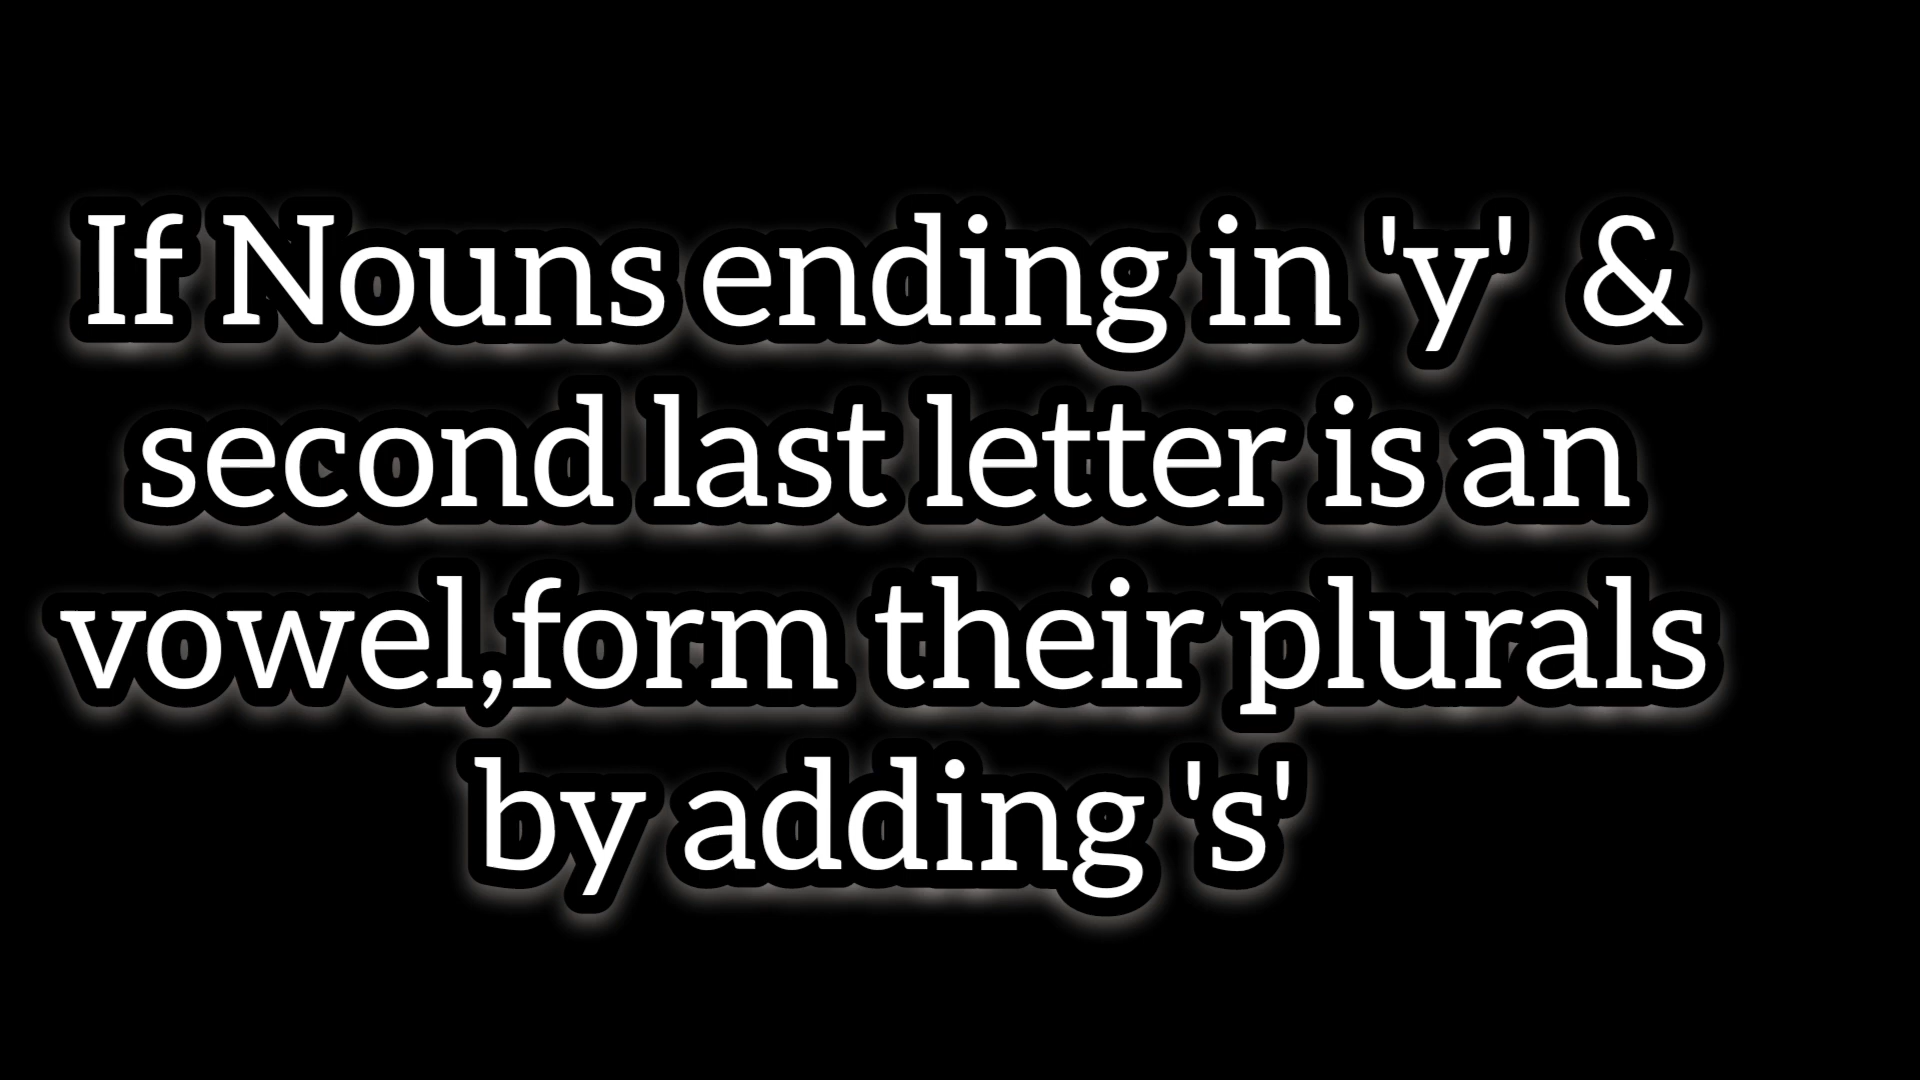 If Nouns ending in 'y' &
second last letter is an
vowel,form their plurals
by adding 's'